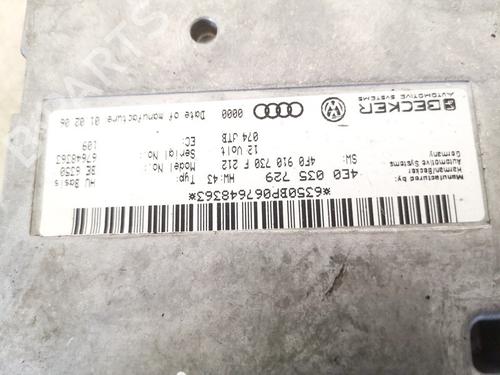 BECKER
AUTOMOTIVE SYSTEMS
0000 Date of manufacture 01 02 06
Manufactured by:
Harman/Becker
Automotive Systems
Germany
4E0 035 729
4F0 910 730 F 212
SW:
12 Volt
074 JTB
HW: 43
Typ: HU Basis
Model No.: BE 6350
Serial No.: 67648363
EC: 109
*6350BP067648363*
B-PARTS